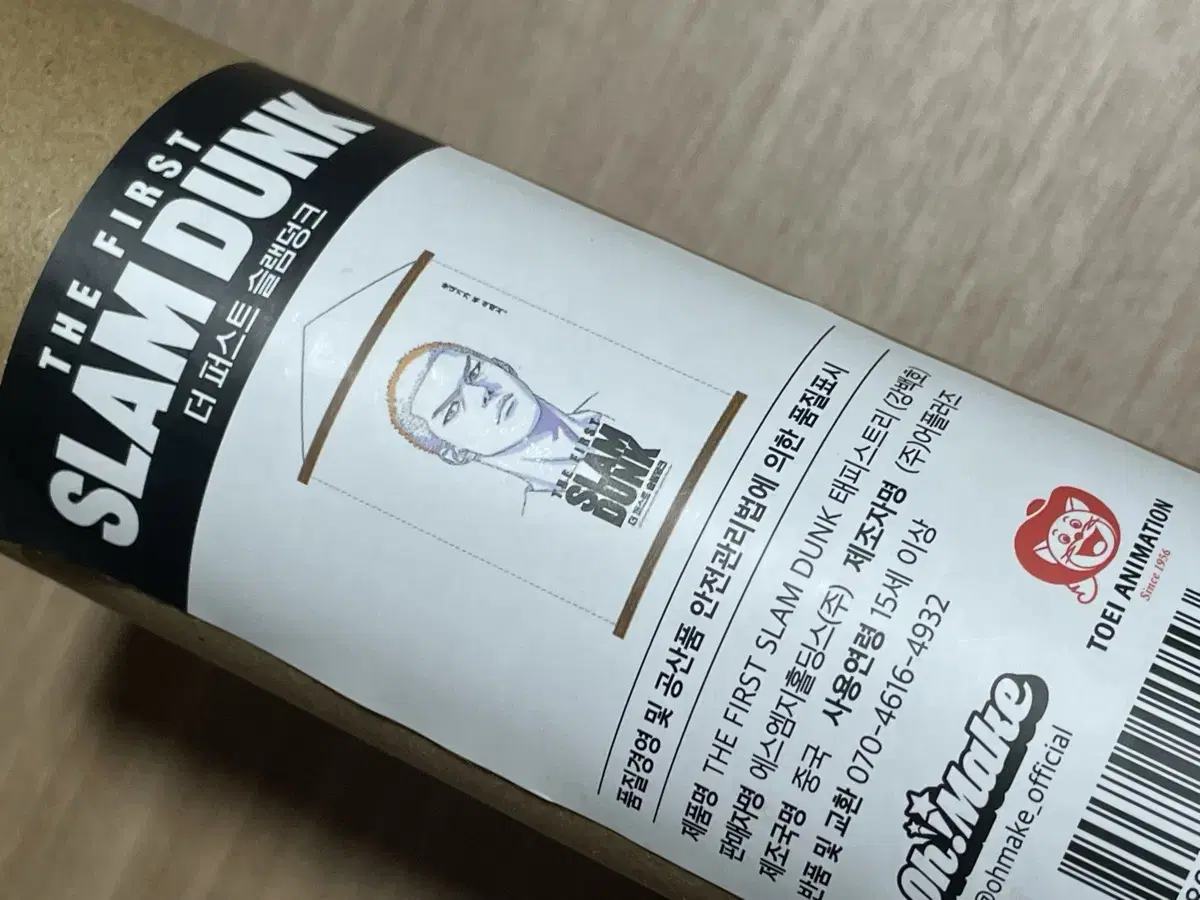 THE FIRST
SLAM DUNK
더 퍼스트 슬램덩크
THE FIRST
SLAM
DUNK
품질경영 및 공산품 안전관리법에 의한 품질표시
제품명 THE FIRST SLAM DUNK 태피스트리 (강백호)
판매자명 에스엠지홀딩스(주) 제조자명 (주)어플러즈
제조국명 중국 사용연령 15세 이상
반품 및 교환 070-4616-4932
Oh!Make
@ohmake_official
TOEI ANIMATION
Since 1956